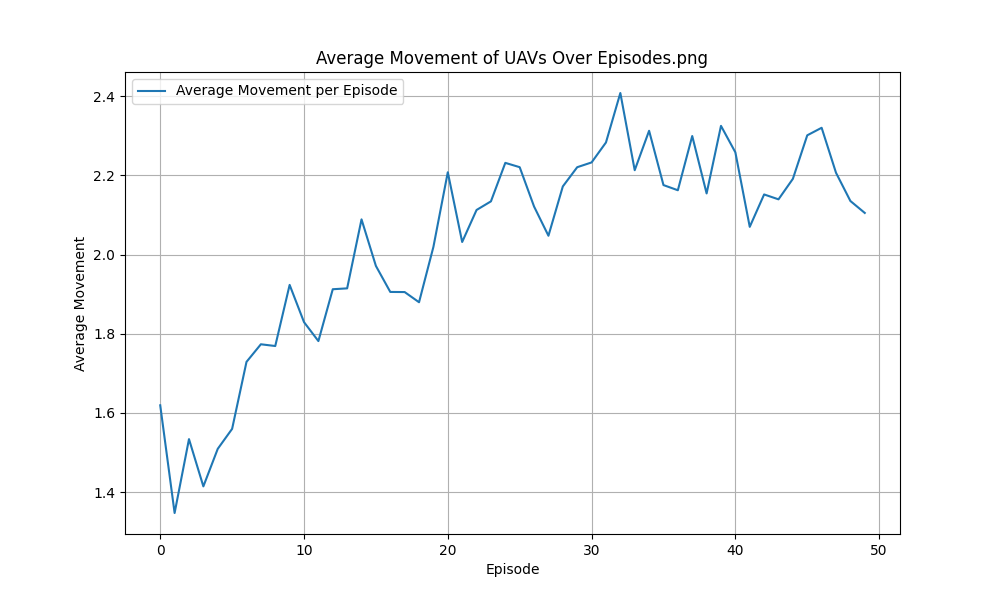 Average Movement of UAVs Over Episodes.png
Average Movement per Episode
2.4
2.2
2.0
1.8
1.6
1.4
Average Movement
0 10 20 30 40 50
Episode